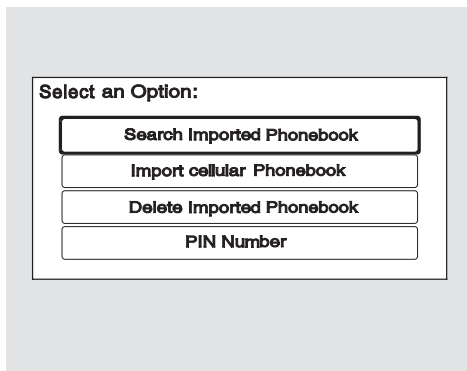 Select an Option:
Search Imported Phonebook
Import cellular Phonebook
Delete Imported Phonebook
PIN Number